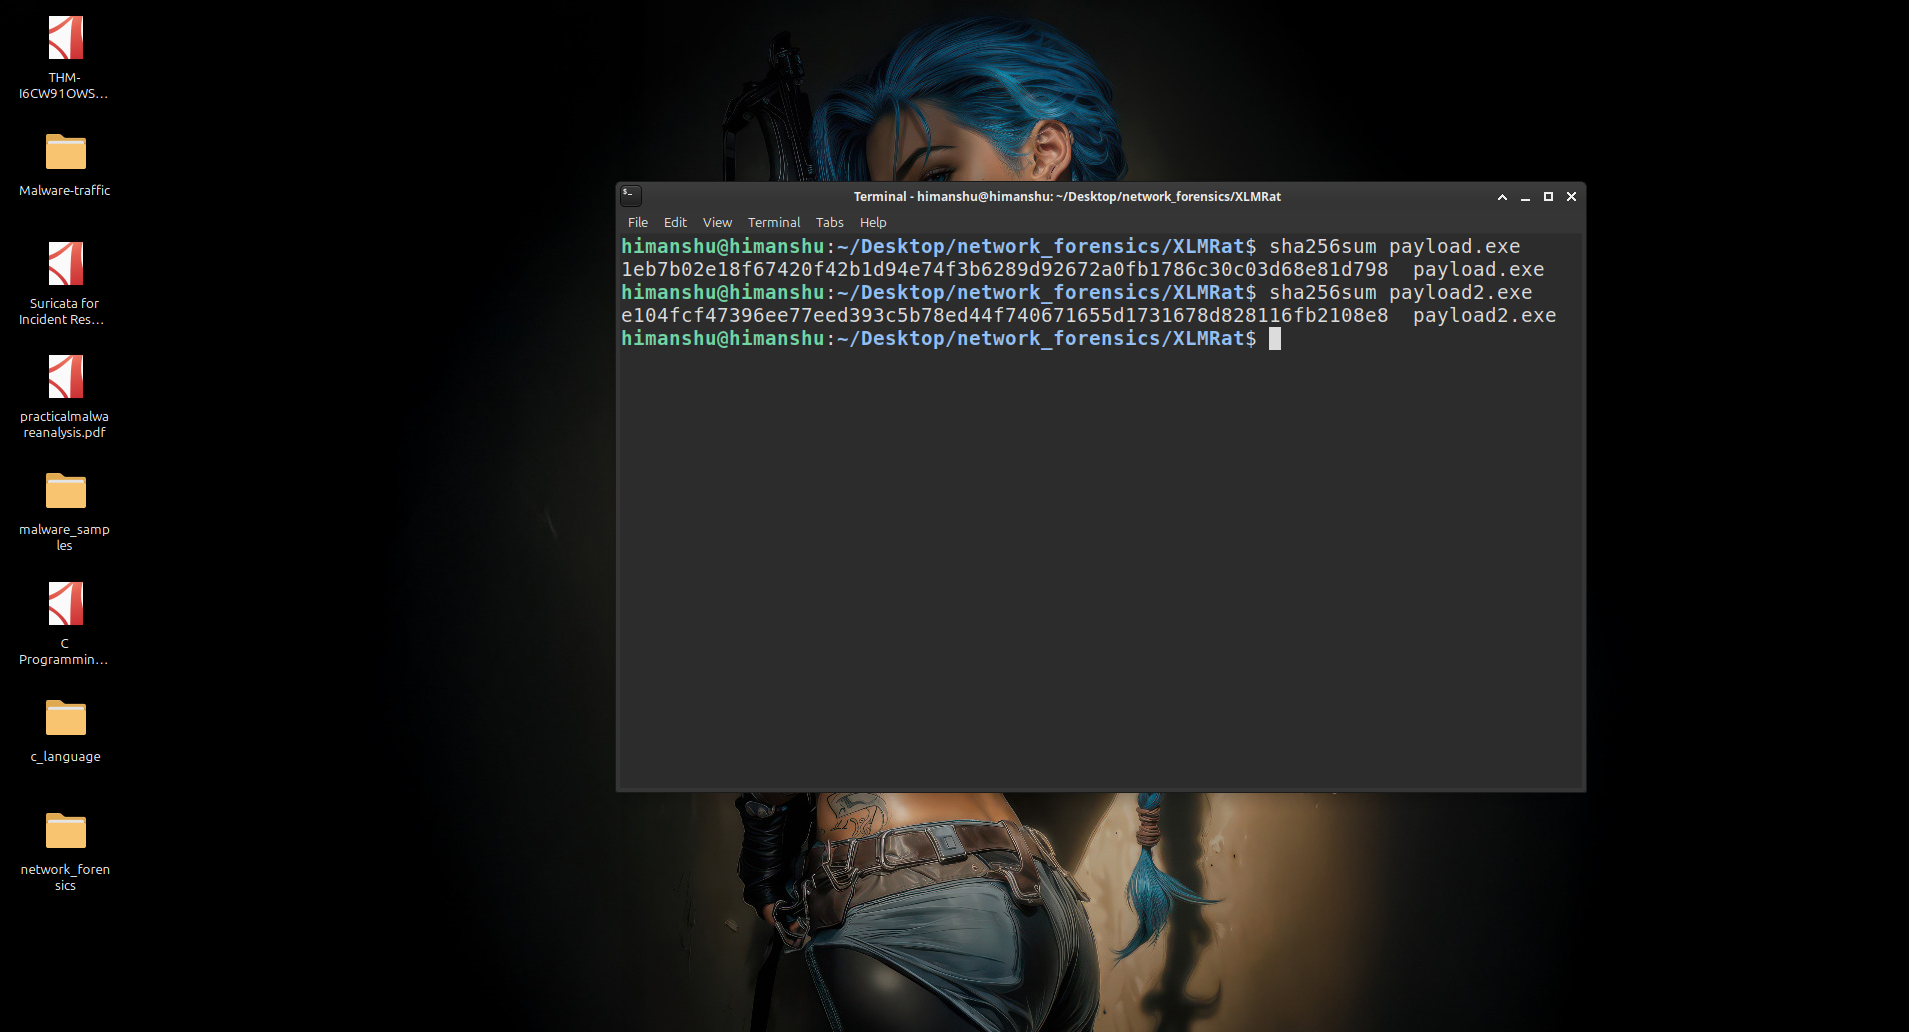 THM-
I6CW91OWS...
Malware-traffic
Suricata for
Incident Res...
practicalmalwa
reanalysis.pdf
malware_samp
les
C
Programmin...
c_language
network_foren
sics
Terminal - himanshu@himanshu: ~/Desktop/network_forensics/XLMRat
File Edit View Terminal Tabs Help
himanshu@himanshu:~/Desktop/network_forensics/XLMRat$ sha256sum payload.exe
1eb7b02e18f67420f42b1d94e74f3b6289d92672a0fb1786c30c03d68e81d798  payload.exe
himanshu@himanshu:~/Desktop/network_forensics/XLMRat$ sha256sum payload2.exe
e104fcf47396ee77eed393c5b78ed44f740671655d1731678d828116fb2108e8  payload2.exe
himanshu@himanshu:~/Desktop/network_forensics/XLMRat$